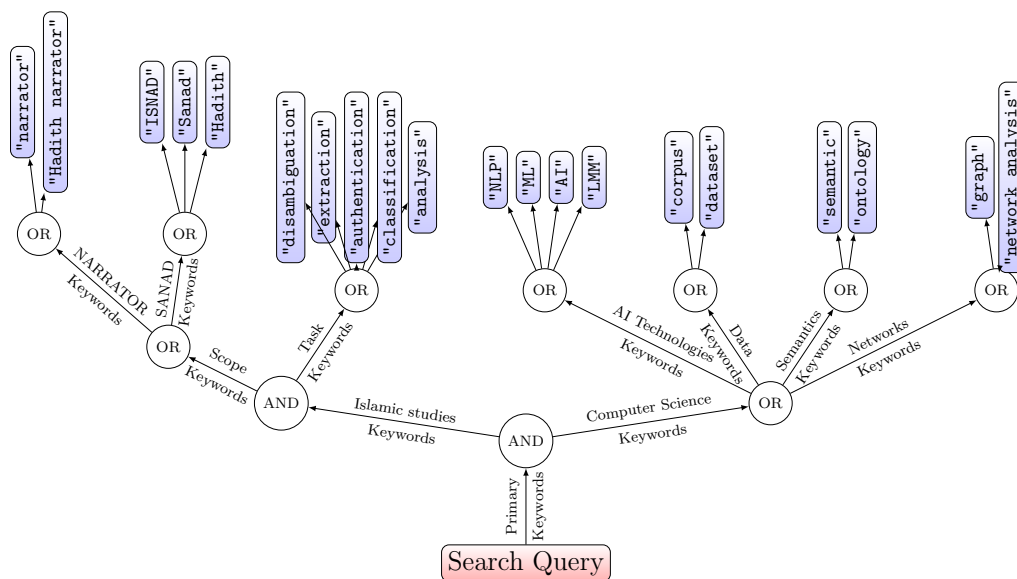 "narrator"
"Hadith narrator"
"ISNAD"
"Sanad"
"Hadith"
"disambiguation"
"extraction"
"authentication"
"classification"
"analysis"
"NLP"
"ML"
"AI"
"LMM"
"corpus"
"dataset"
"semantic"
"ontology"
"graph"
"network analysis"
OR
OR
OR
OR
OR
OR
OR
NARRATOR
Keywords
SANAD
Keywords
Task
Keywords
AI Technologies
Keywords
Data
Keywords
Semantics
Keywords
Networks
Keywords
OR
Scope
Keywords
AND
OR
Islamic studies
Keywords
Computer Science
Keywords
AND
Primary
Keywords
Search Query